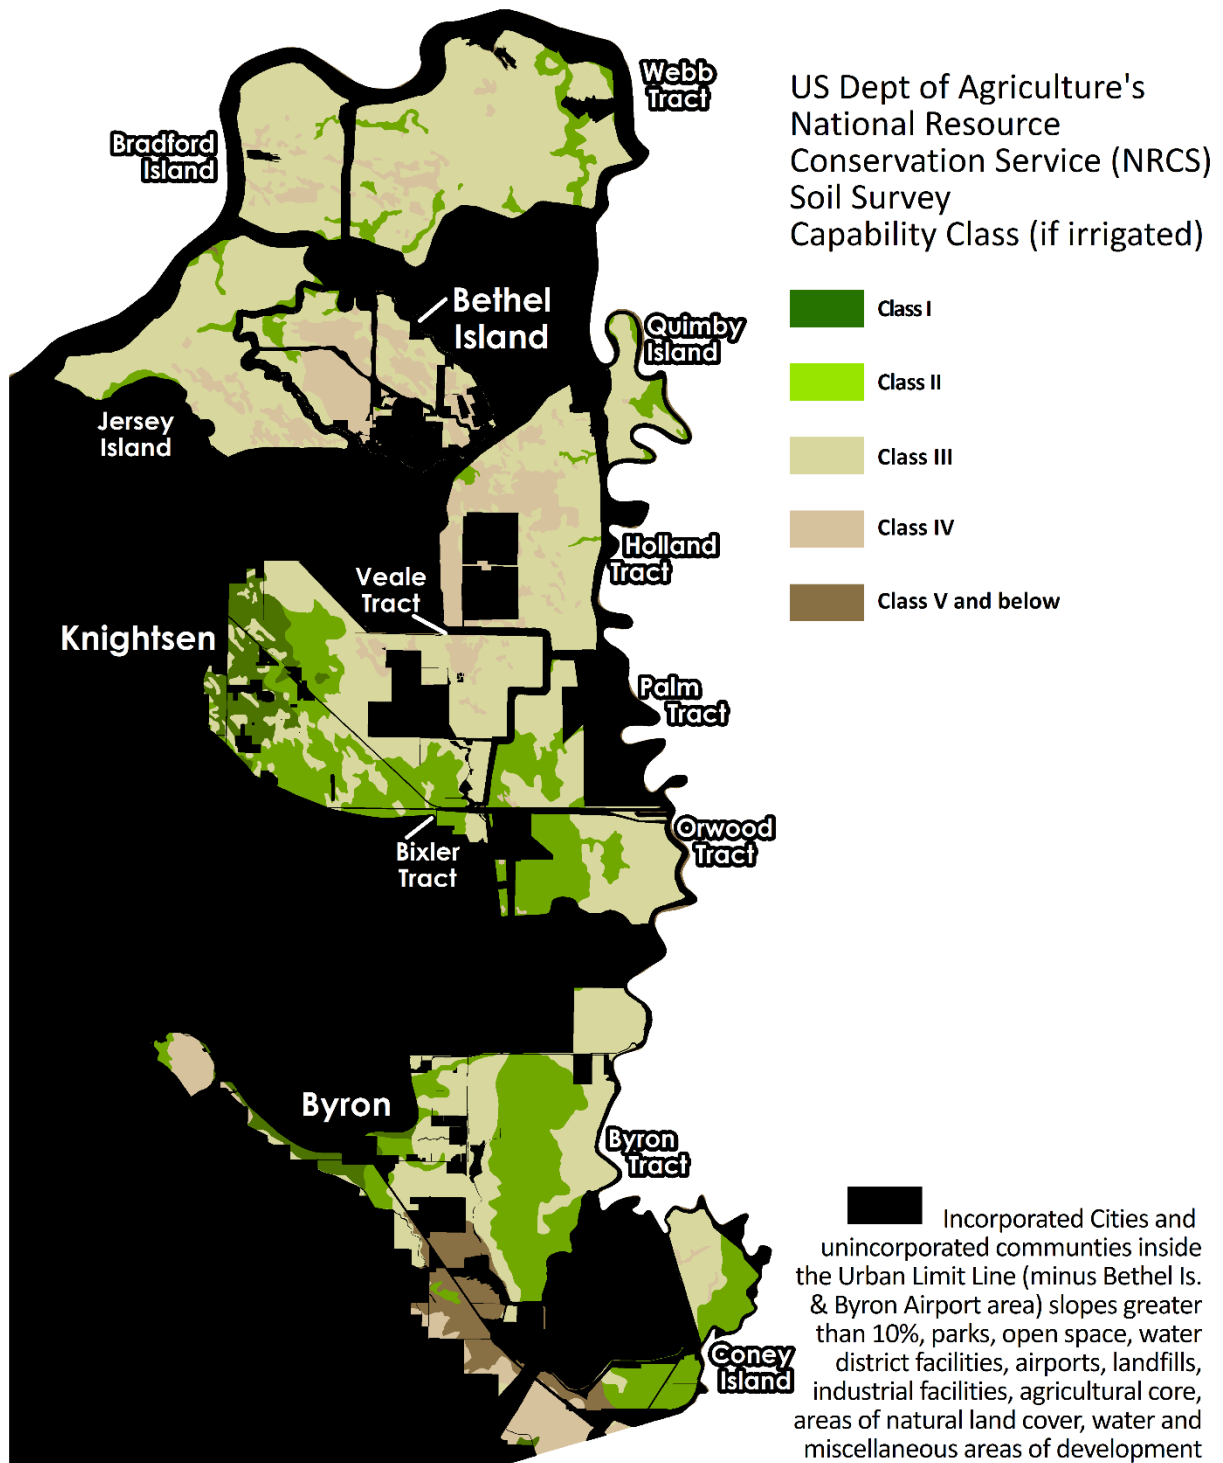 US Dept of Agriculture's
National Resource
Conservation Service (NRCS)
Soil Survey
Capability Class (if irrigated)
Class I
Class II
Class III
Class IV
Class V and below
Webb
Tract
Bradford
Island
Bethel
Island
Quimby
Island
Jersey
Island
Holland
Tract
Veale
Tract
Knightsen
Palm
Tract
Orwood
Tract
Bixler
Tract
Byron
Byron
Tract
Coney
Island
Incorporated Cities and
unincorporated communties inside
the Urban Limit Line (minus Bethel Is.
& Byron Airport area) slopes greater
than 10%, parks, open space, water
district facilities, airports, landfills,
industrial facilities, agricultural core,
areas of natural land cover, water and
miscellaneous areas of development